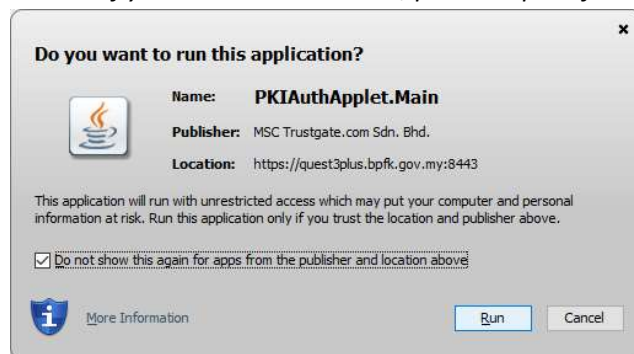 Do you want to run this application?
Name: PKIAuthApplet.Main
Publisher: MSC Trustgate.com Sdn. Bhd.
Location: https://quest3plus.bpfk.gov.my:8443
This application will run with unrestricted access which may put your computer and personal
information at risk. Run this application only if you trust the location and publisher above.
Do not show this again for apps from the publisher and location above
More Information
Run Cancel